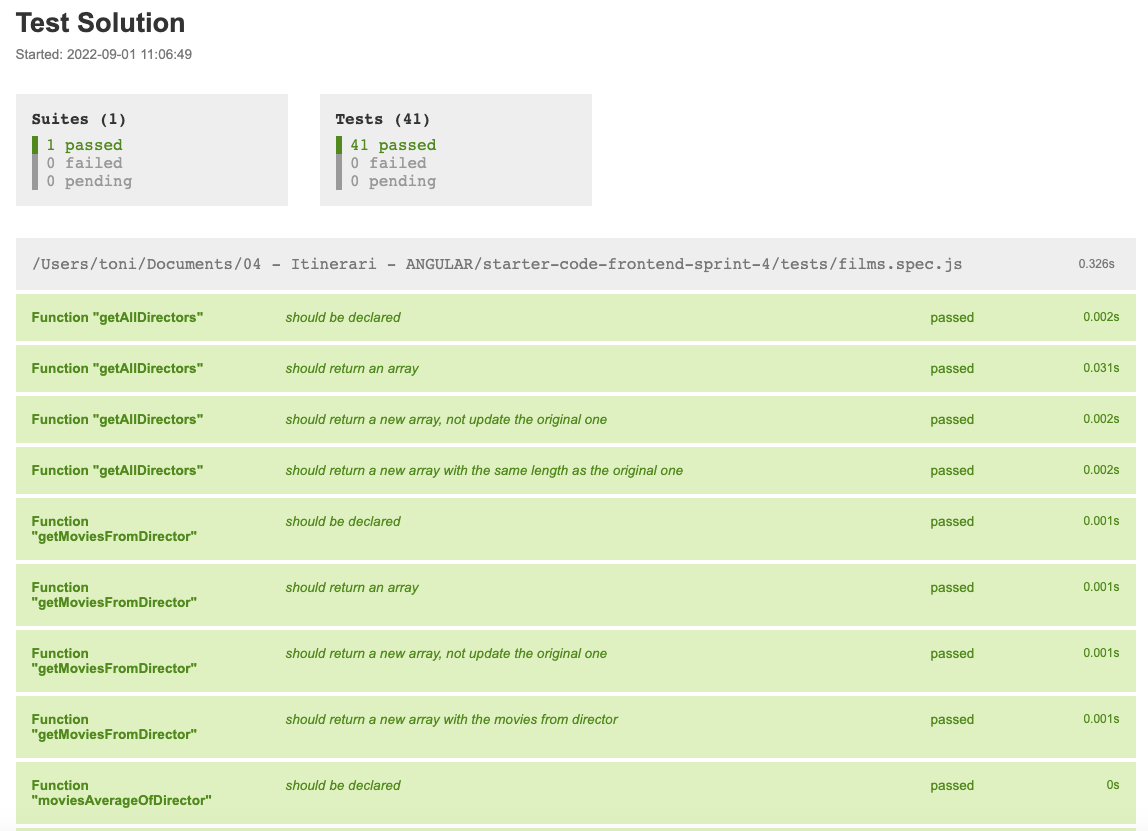 Test Solution
Started: 2022-09-01 11:06:49
Suites (1)
1 passed
0 failed
0 pending
Tests (41)
41 passed
0 failed
0 pending
/Users/toni/Documents/04 - Itinerari - ANGULAR/starter-code-frontend-sprint-4/tests/films.spec.js 0.326s
Function "getAllDirectors" should be declared passed 0.002s
Function "getAllDirectors" should return an array passed 0.031s
Function "getAllDirectors" should return a new array, not update the original one passed 0.002s
Function "getAllDirectors" should return a new array with the same length as the original one passed 0.002s
Function should be declared passed 0.001s
"getMoviesFromDirector"
Function should return an array passed 0.001s
"getMoviesFromDirector"
Function should return a new array, not update the original one passed 0.001s
"getMoviesFromDirector"
Function should return a new array with the movies from director passed 0.001s
"getMoviesFromDirector"
Function should be declared passed 0s
"moviesAverageOfDirector"